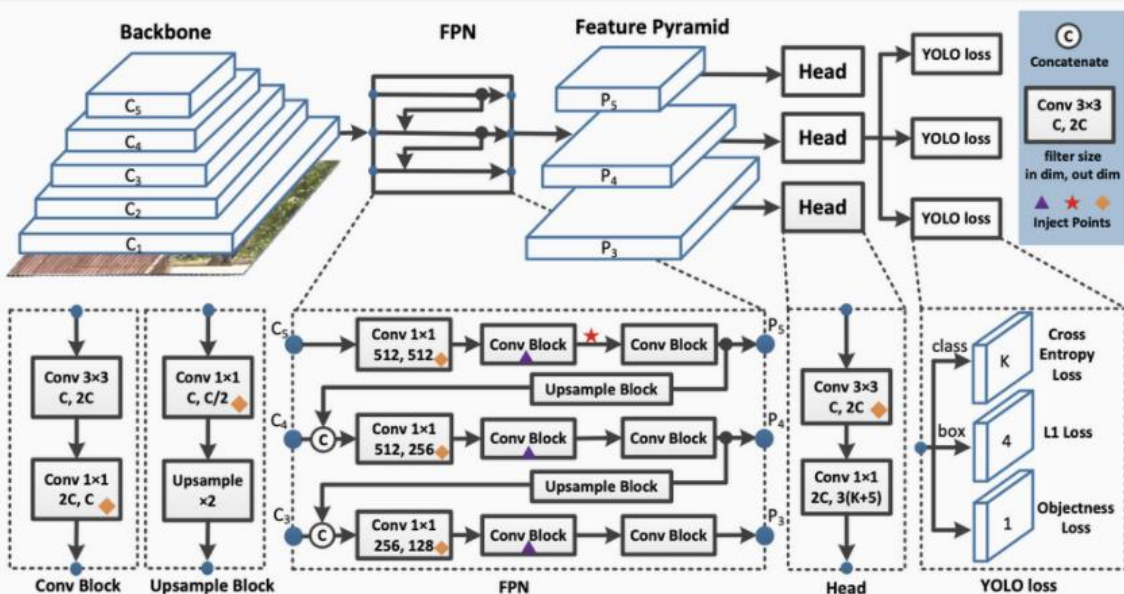 Backbone
FPN
Feature Pyramid
C5
C4
C3
C2
C1
P5
P4
P3
Head
Head
Head
YOLO loss
YOLO loss
YOLO loss
C
Concatenate
Conv 3×3
C, 2C
filter size
in dim, out dim
Inject Points
Conv 3×3
C, 2C
Conv 1×1
2C, C
Conv Block
Conv 1×1
C, C/2
Upsample
×2
Upsample Block
C5
Conv 1×1
512, 512
Conv Block
Conv Block
P5
Upsample Block
C4
C
Conv 1×1
512, 256
Conv Block
Conv Block
P4
Upsample Block
C3
C
Conv 1×1
256, 128
Conv Block
Conv Block
P3
FPN
Conv 3×3
C, 2C
Conv 1×1
2C, 3(K+5)
Head
class
K
Cross
Entropy
Loss
box
4
L1 Loss
1
Objectness
Loss
YOLO loss